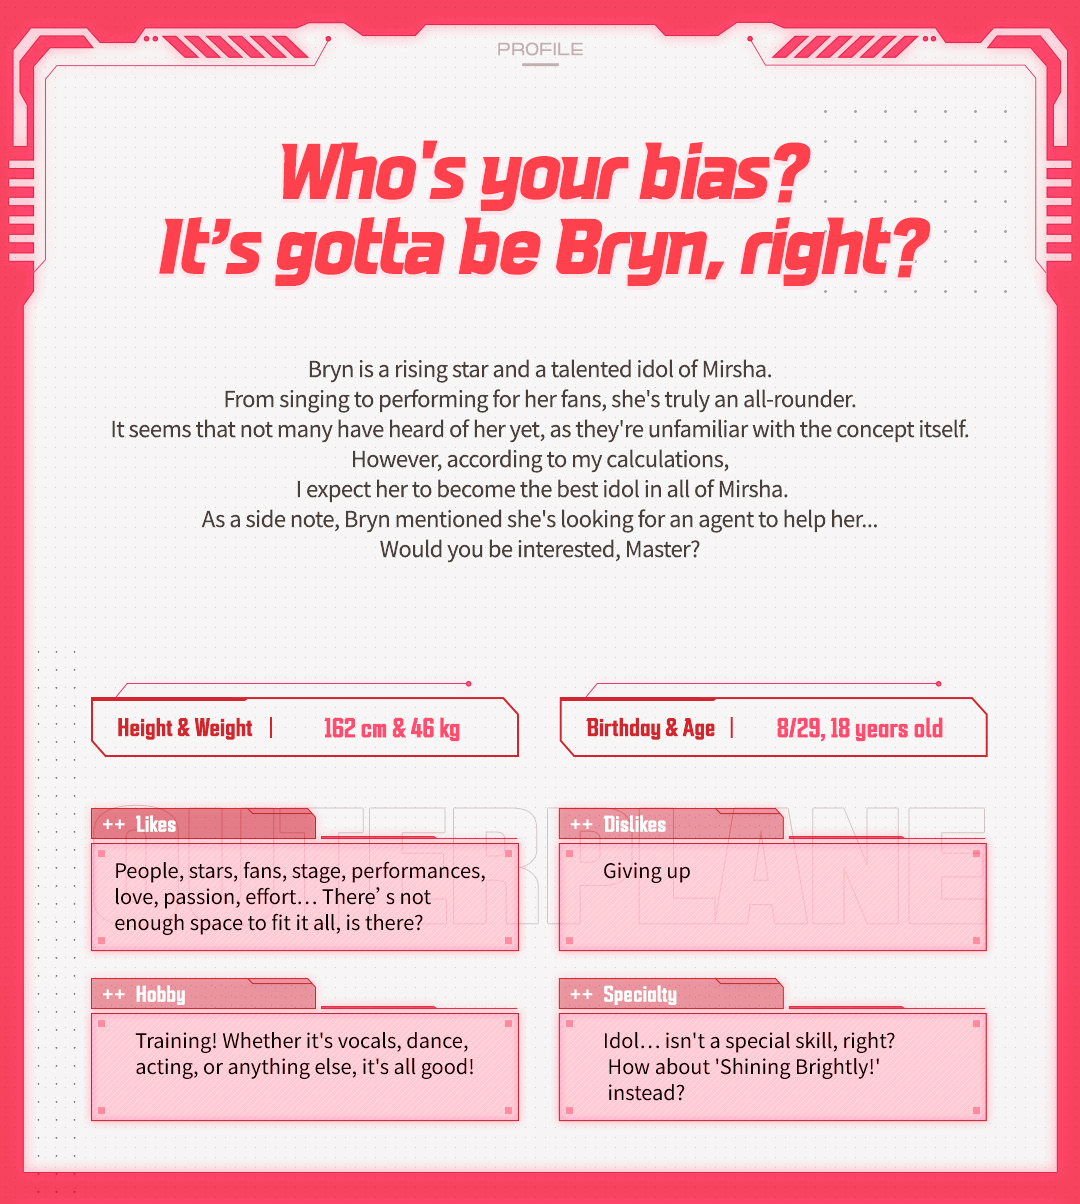 PROFILE
Who's your bias?
It’s gotta be Bryn, right?
Bryn is a rising star and a talented idol of Mirsha.
From singing to performing for her fans, she's truly an all-rounder.
It seems that not many have heard of her yet, as they're unfamiliar with the concept itself.
However, according to my calculations,
I expect her to become the best idol in all of Mirsha.
As a side note, Bryn mentioned she's looking for an agent to help her...
Would you be interested, Master?
Height & Weight | 162 cm & 46 kg
Birthday & Age | 8/29, 18 years old
OUTERPLANE
++ Likes
People, stars, fans, stage, performances,
love, passion, effort… There’ s not
enough space to fit it all, is there?
++ Dislikes
Giving up
++ Hobby
Training! Whether it's vocals, dance,
acting, or anything else, it's all good!
++ Specialty
Idol… isn't a special skill, right?
How about 'Shining Brightly!'
instead?